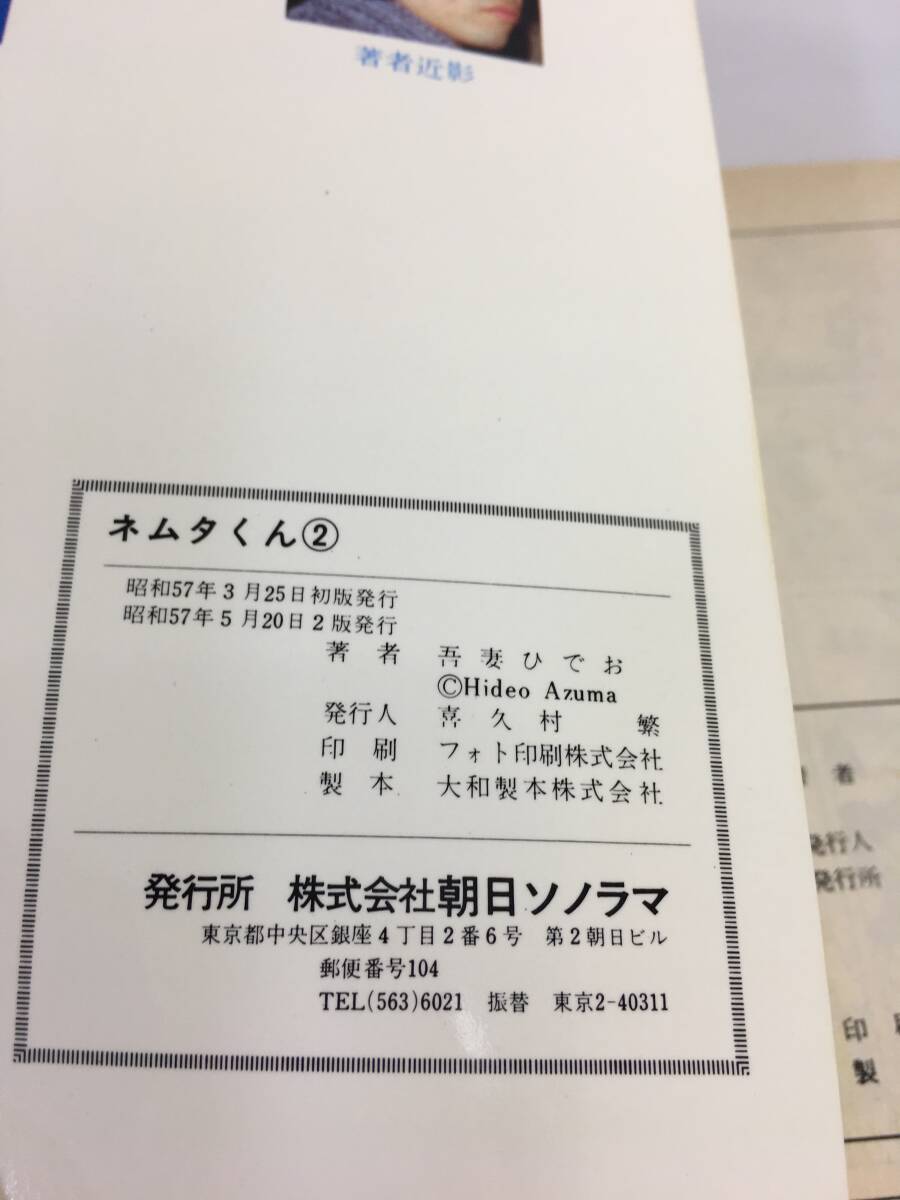 著者近影
ネムタくん②
昭和57年3月25日初版発行
昭和57年5月20日2版発行
著者 吾妻ひでお
©Hideo Azuma
発行人 喜久村 繁
印刷 フォト印刷株式会社
製本 大和製本株式会社
発行所 株式会社朝日ソノラマ
東京都中央区銀座4丁目2番6号 第2朝日ビル
郵便番号104
TEL(563)6021 振替 東京2-40311
者
発行人
発行所
印
製